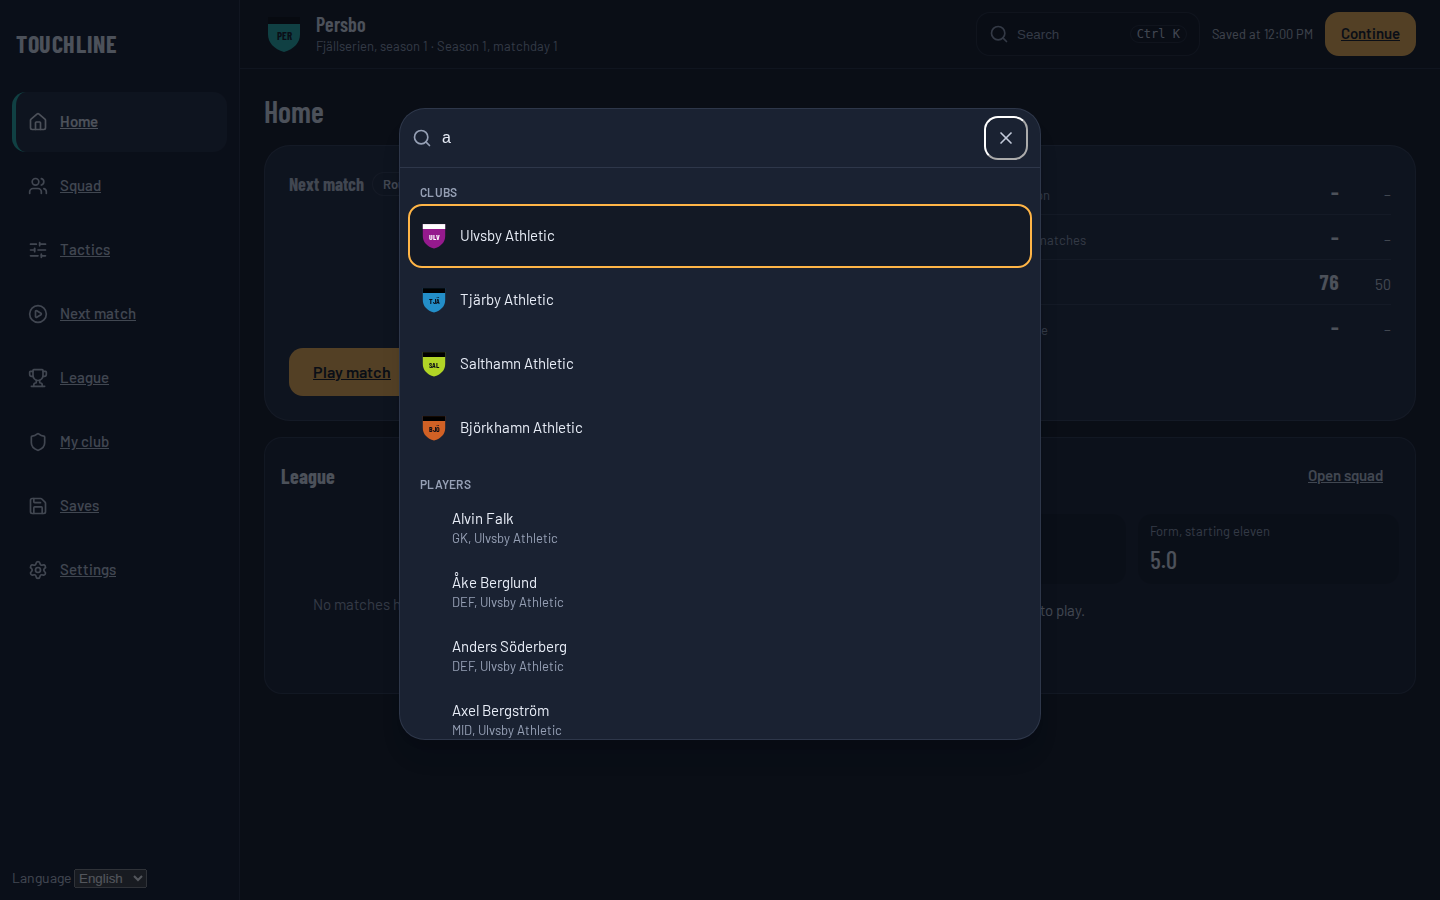 TOUCHLINE
Home
Squad
Tactics
Next match
League
My club
Saves
Settings
Language English
PER
Persbo
Fjällserien, season 1 · Season 1, matchday 1
Search Ctrl K
Saved at 12:00 PM
Continue
Home
Next match
Play match
League
No matches
- -
matches - -
76 50
- -
Open squad
Form, starting eleven
5.0
to play.
a
CLUBS
ULV Ulvsby Athletic
TJÄ Tjärby Athletic
SAL Salthamn Athletic
BJÖ Björkhamn Athletic
PLAYERS
Alvin Falk
GK, Ulvsby Athletic
Åke Berglund
DEF, Ulvsby Athletic
Anders Söderberg
DEF, Ulvsby Athletic
Axel Bergström
MID, Ulvsby Athletic